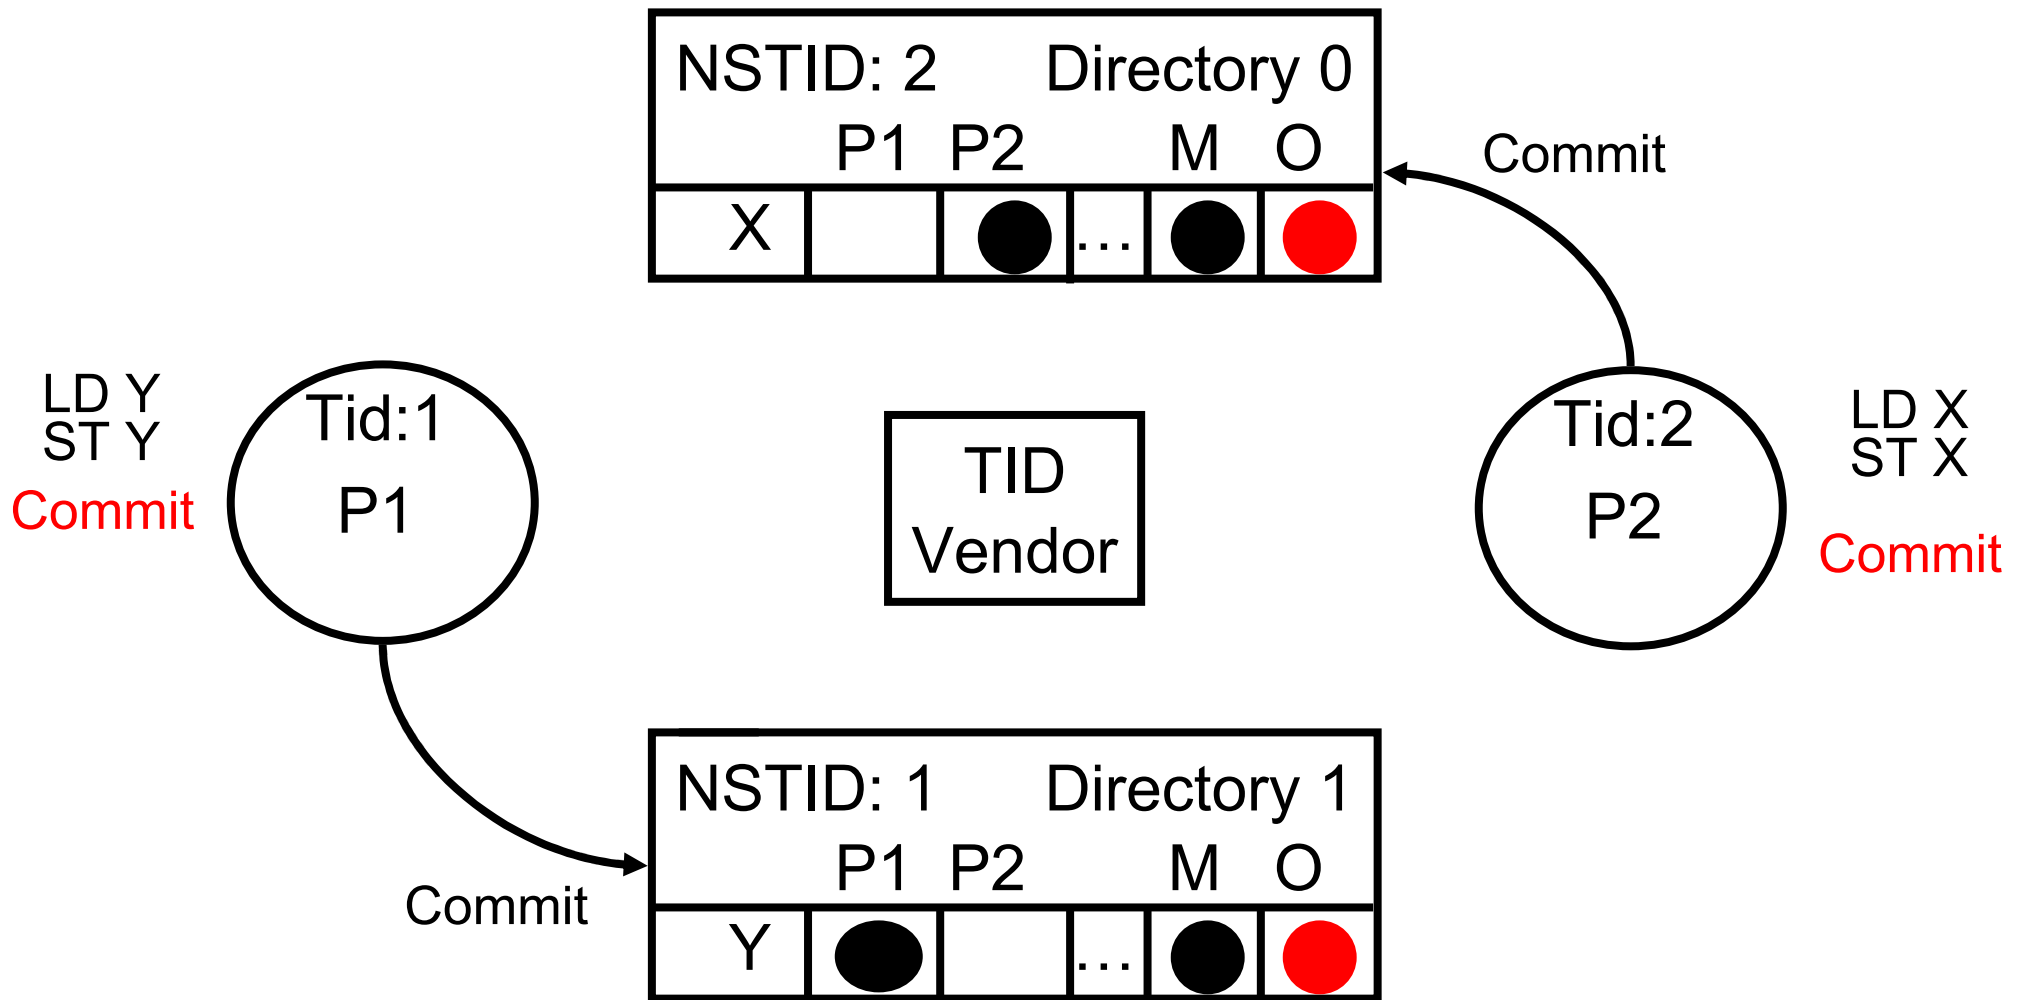 NSTID: 2 Directory 0
P1 P2 M O
X ...
Commit
LD Y
ST Y
Commit
Tid:1
P1
TID
Vendor
Tid:2
P2
LD X
ST X
Commit
NSTID: 1 Directory 1
P1 P2 M O
Y ...
Commit